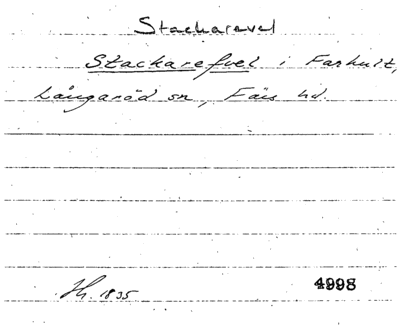 Stackarevel
Stackarefvel i Farhult,
Långaröd sn, Färs hd.
1835 4998